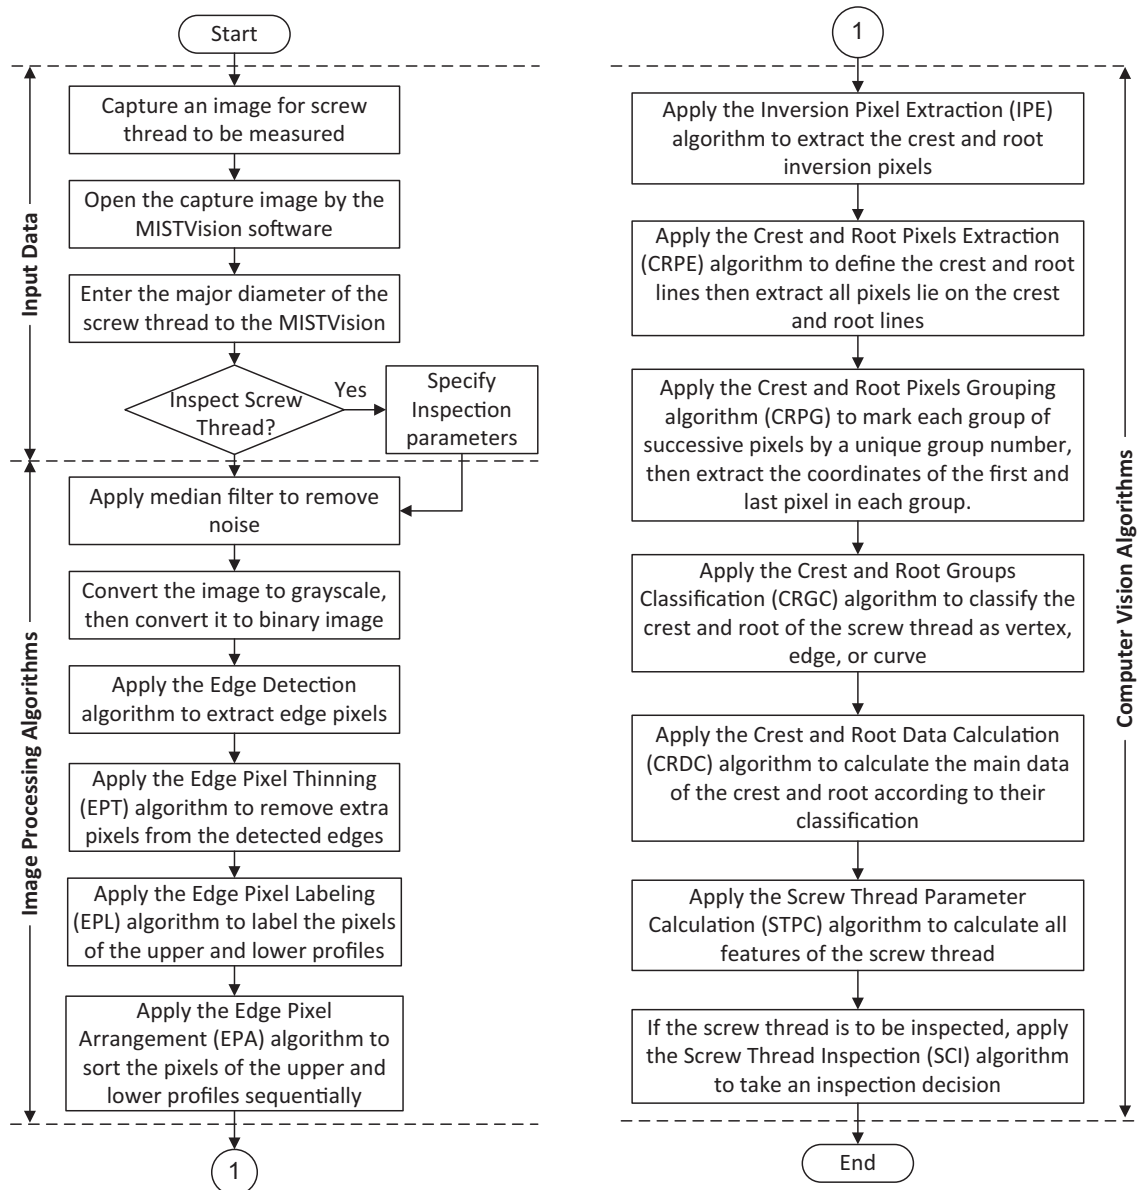 Start
Input Data
Capture an image for screw
thread to be measured
Open the capture image by the
MISTVision software
Enter the major diameter of the
screw thread to the MISTVision
Inspect Screw
Thread?
Yes
Specify
Inspection
parameters
Image Processing Algorithms
Apply median filter to remove
noise
Convert the image to grayscale,
then convert it to binary image
Apply the Edge Detection
algorithm to extract edge pixels
Apply the Edge Pixel Thinning
(EPT) algorithm to remove extra
pixels from the detected edges
Apply the Edge Pixel Labeling
(EPL) algorithm to label the pixels
of the upper and lower profiles
Apply the Edge Pixel
Arrangement (EPA) algorithm to
sort the pixels of the upper and
lower profiles sequentially
1
1
Computer Vision Algorithms
Apply the Inversion Pixel Extraction (IPE)
algorithm to extract the crest and root
inversion pixels
Apply the Crest and Root Pixels Extraction
(CRPE) algorithm to define the crest and root
lines then extract all pixels lie on the crest
and root lines
Apply the Crest and Root Pixels Grouping
algorithm (CRPG) to mark each group of
successive pixels by a unique group number,
then extract the coordinates of the first and
last pixel in each group.
Apply the Crest and Root Groups
Classification (CRGC) algorithm to classify the
crest and root of the screw thread as vertex,
edge, or curve
Apply the Crest and Root Data Calculation
(CRDC) algorithm to calculate the main data
of the crest and root according to their
classification
Apply the Screw Thread Parameter
Calculation (STPC) algorithm to calculate all
features of the screw thread
If the screw thread is to be inspected, apply
the Screw Thread Inspection (SCI) algorithm
to take an inspection decision
End